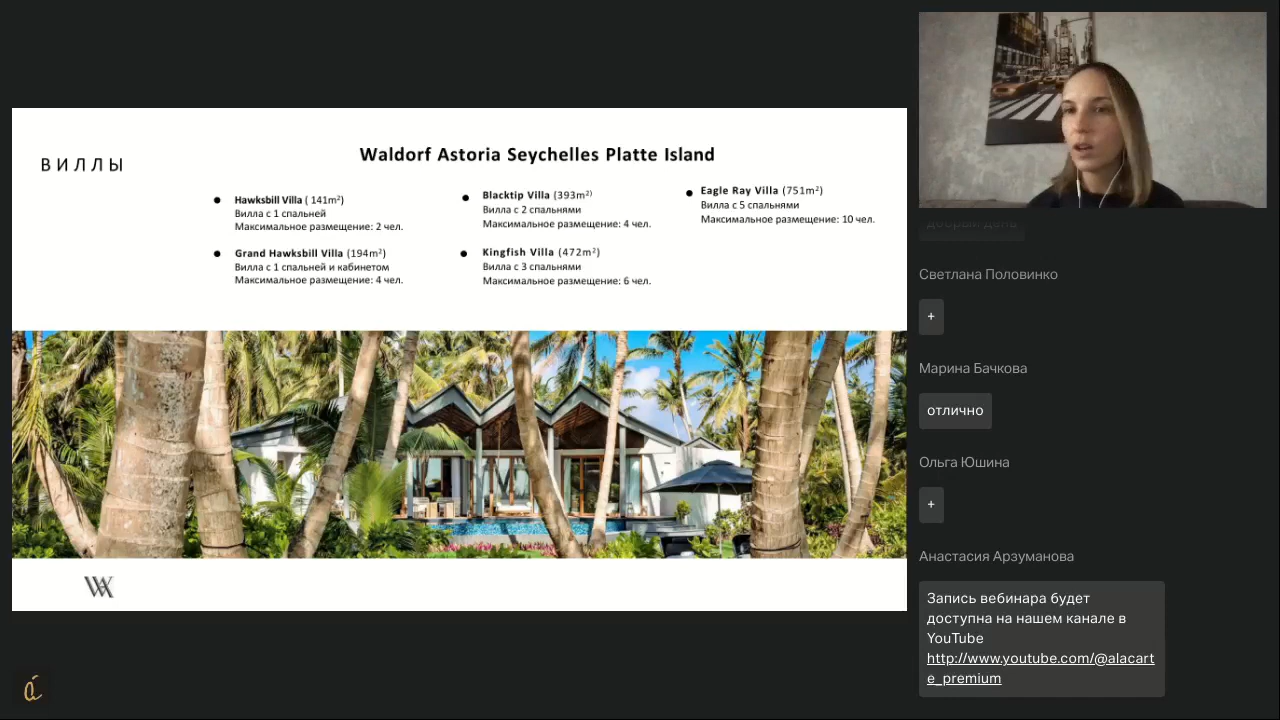 ВИЛЛЫ
Waldorf Astoria Seychelles Platte Island
Hawksbill Villa ( 141m²)
Вилла с 1 спальней
Максимальное размещение: 2 чел.
Grand Hawksbill Villa (194m²)
Вилла с 1 спальней и кабинетом
Максимальное размещение: 4 чел.
Blacktip Villa (393m²⁾
Вилла с 2 спальнями
Максимальное размещение: 4 чел.
Kingfish Villa (472m²)
Вилла с 3 спальнями
Максимальное размещение: 6 чел.
Eagle Ray Villa (751m²)
Вилла с 5 спальнями
Максимальное размещение: 10 чел.
WA
á
Светлана Половинко
+
Марина Бачкова
отлично
Ольга Юшина
+
Анастасия Арзуманова
Запись вебинара будет
доступна на нашем канале в
YouTube
http://www.youtube.com/@alacart
e_premium